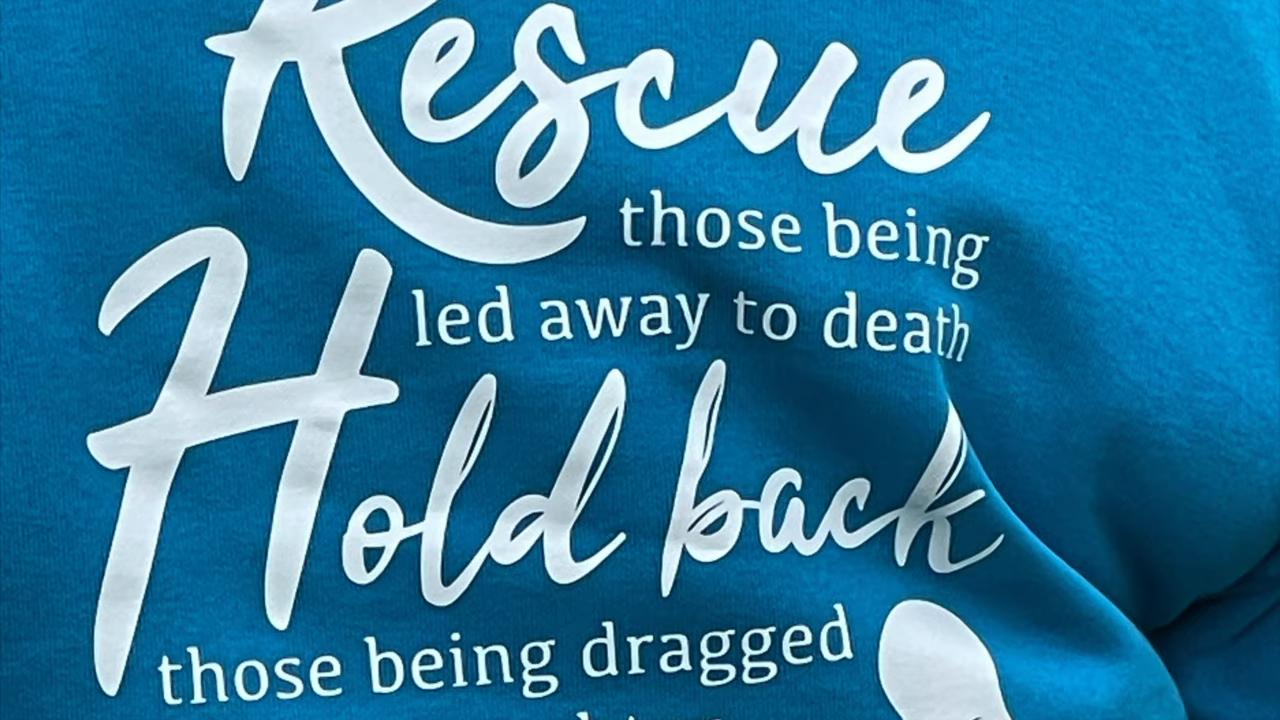 Rescue
those being
led away to death
Hold back
those being dragged